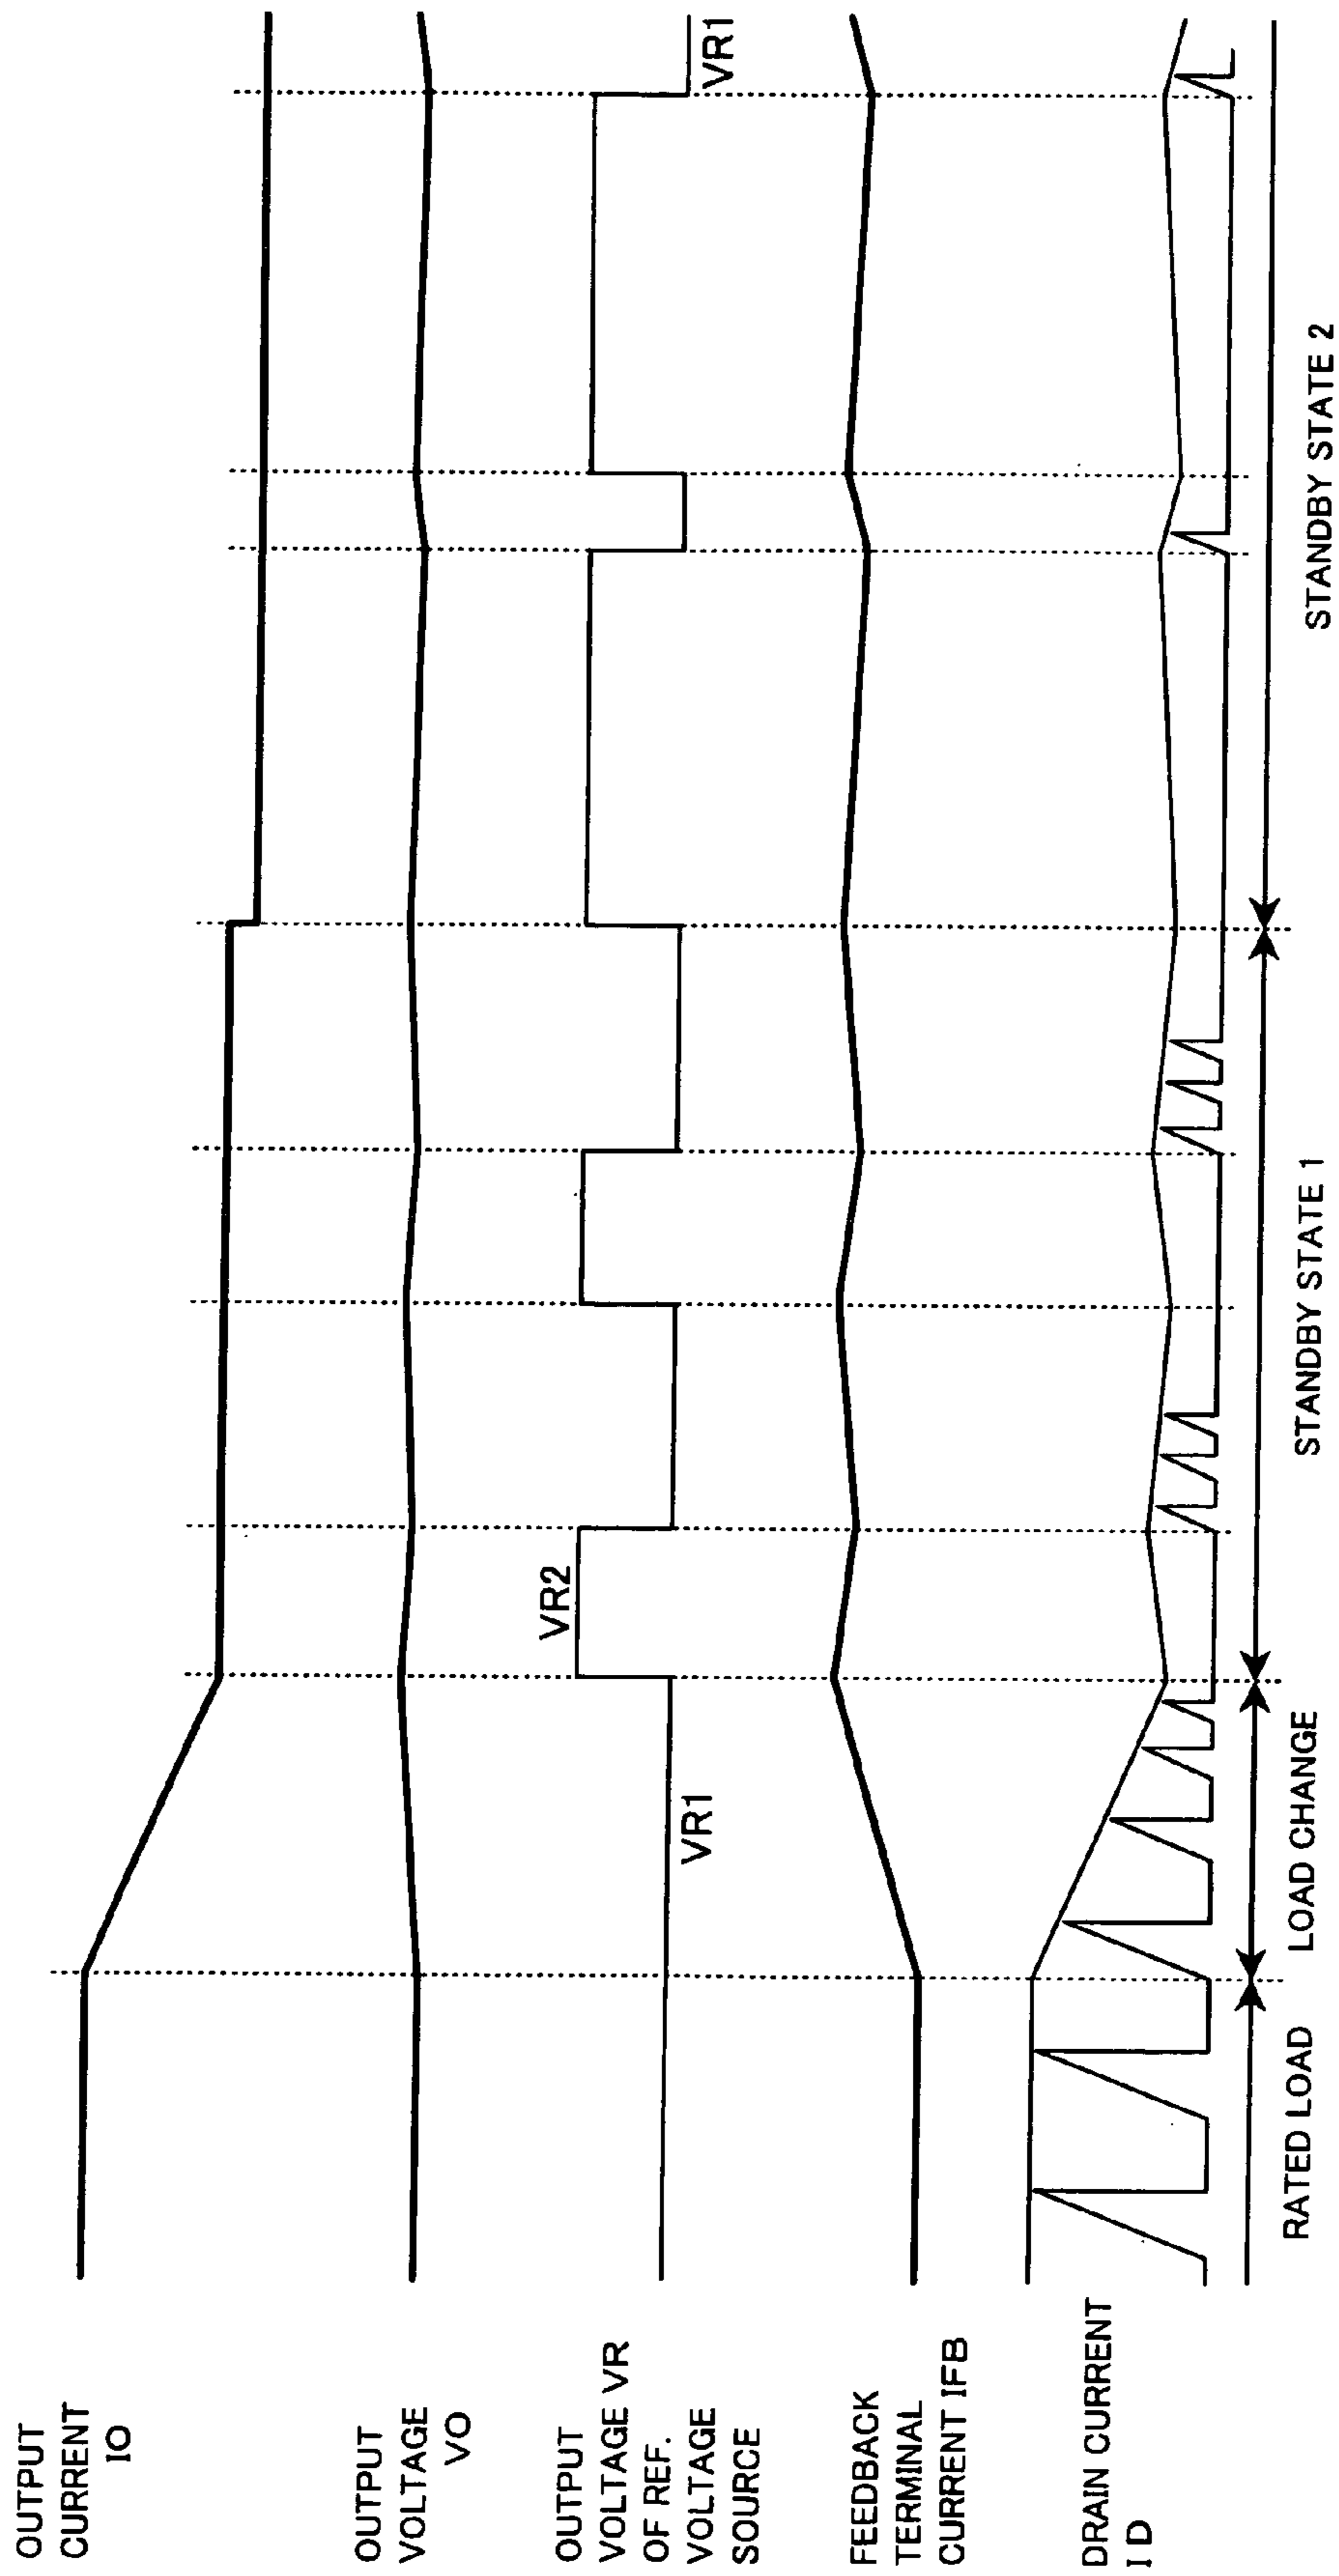 OUTPUT
CURRENT
IO
OUTPUT
VOLTAGE
VO
OUTPUT
VOLTAGE VR
OF REF.
VOLTAGE
SOURCE
VR1
VR2
VR1
FEEDBACK
TERMINAL
CURRENT IFB
DRAIN CURRENT
ID
RATED LOAD
LOAD CHANGE
STANDBY STATE 1
STANDBY STATE 2